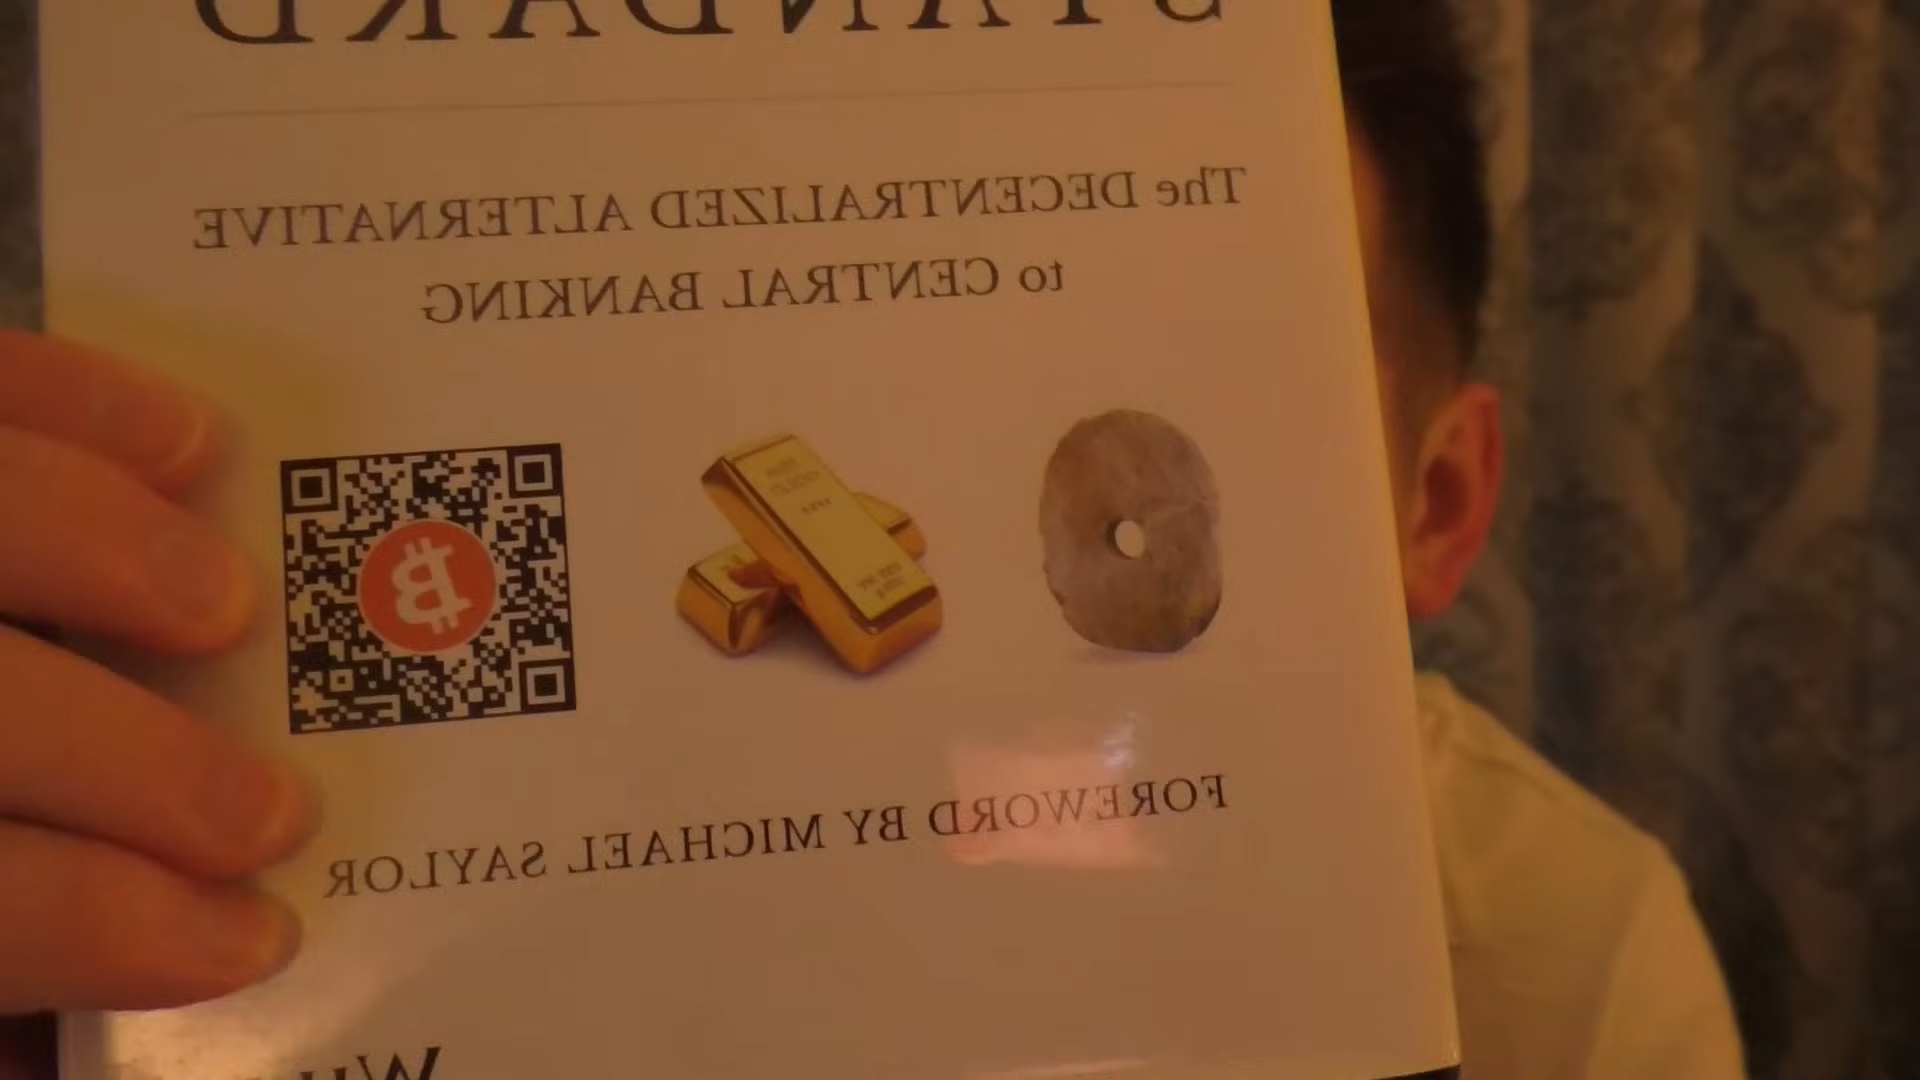 STANDARD
The DECENTRALIZED ALTERNATIVE
to CENTRAL BANKING
FOREWORD BY MICHAEL SAYLOR